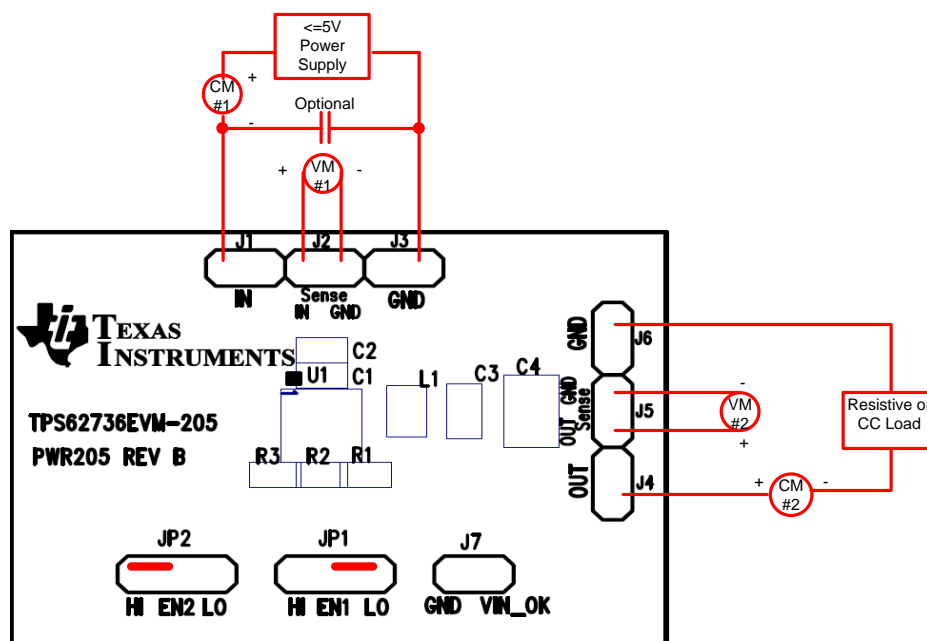 <=5V
Power
Supply
+
CM
#1
-
Optional
+
VM
#1
-
J1
J2
J3
IN
Sense
IN GND
GND
TEXAS
INSTRUMENTS
TPS62736EVM-205
PWR205 REV B
C2
U1
C1
L1
C3
C4
R3
R2
R1
GND
J6
OUT GND
Sense
J5
OUT
J4
-
VM
#2
+
+
CM
#2
-
Resistive or
CC Load
JP2
HI EN2 LO
JP1
HI EN1 LO
J7
GND VIN_OK